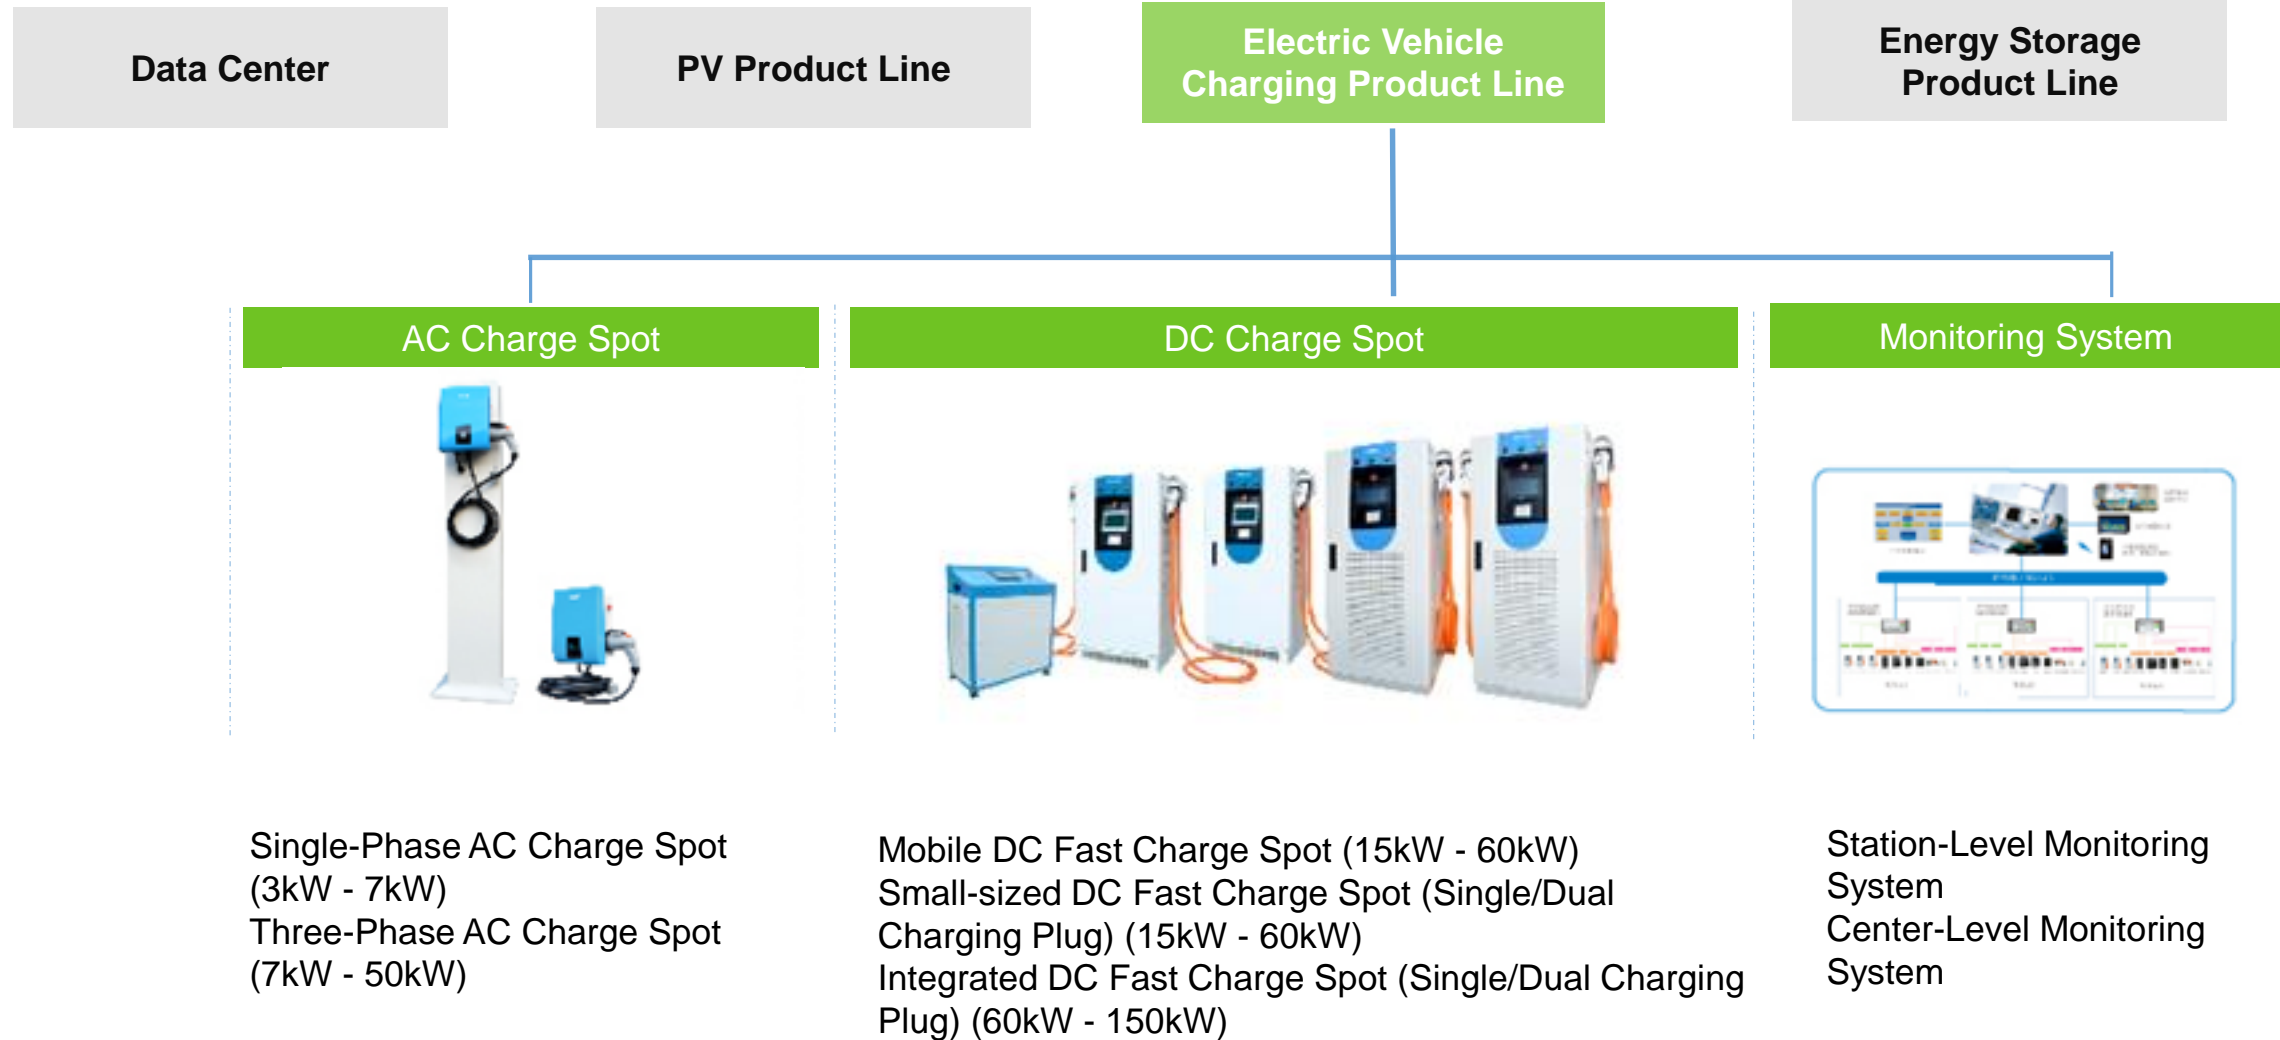 Data Center
PV Product Line
Electric Vehicle
Charging Product Line
Energy Storage
Product Line
AC Charge Spot
DC Charge Spot
Monitoring System
Single-Phase AC Charge Spot
(3kW - 7kW)
Three-Phase AC Charge Spot
(7kW - 50kW)
Mobile DC Fast Charge Spot (15kW - 60kW)
Small-sized DC Fast Charge Spot (Single/Dual
Charging Plug) (15kW - 60kW)
Integrated DC Fast Charge Spot (Single/Dual Charging
Plug) (60kW - 150kW)
Station-Level Monitoring
System
Center-Level Monitoring
System